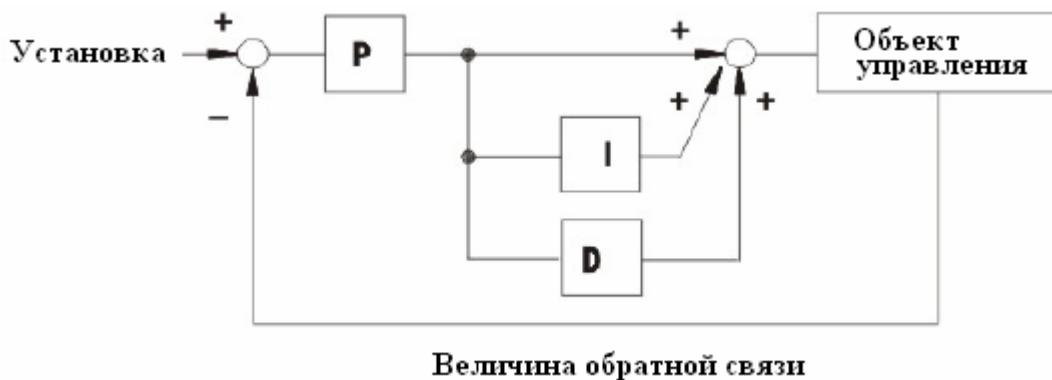 +
Установка
P
+
Объект
управления
−
+
+
I
D
Величина обратной связи